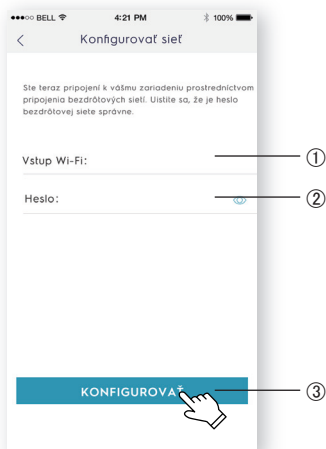 BELL 4:21 PM 100%
Konfigurovať sieť
Ste teraz pripojení k vášmu zariadeniu prostredníctvom
pripojenia bezdrôtových sietí. Uistite sa, že je heslo
bezdrôtovej siete správne.
Vstup Wi-Fi: ①
Heslo: ②
KONFIGUROVAŤ ③